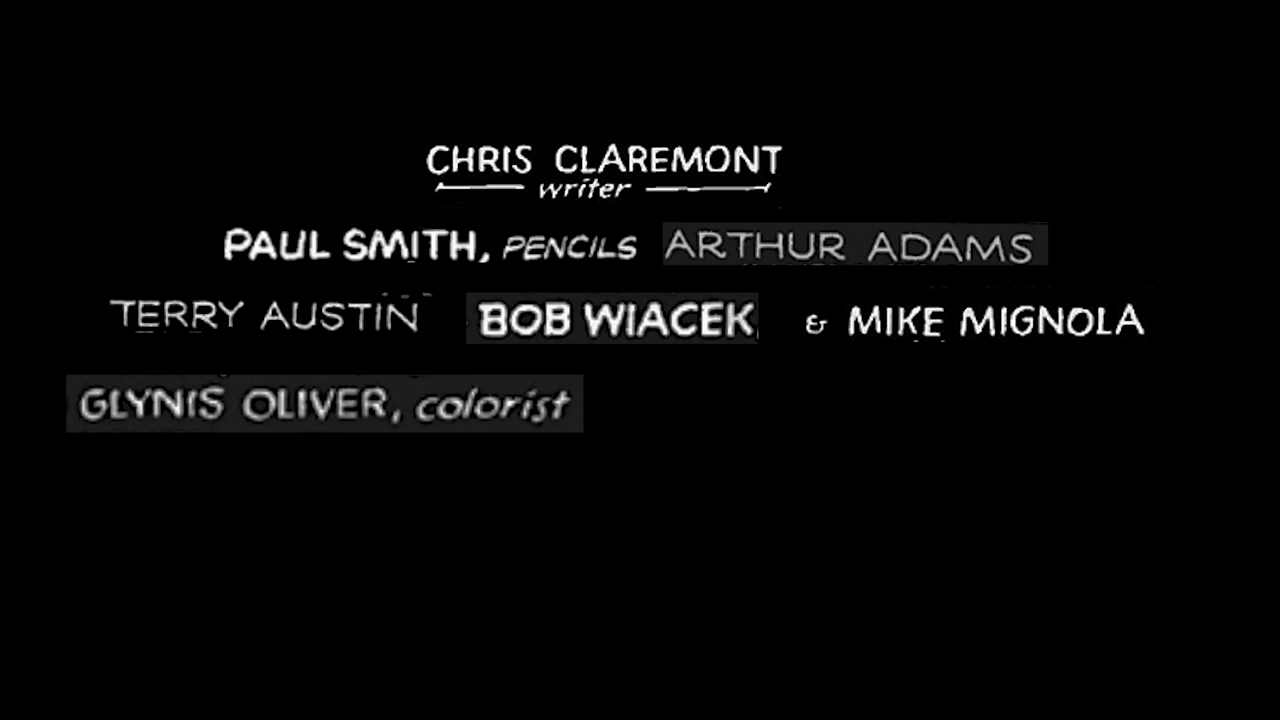 CHRIS CLAREMONT
writer
PAUL SMITH, PENCILS ARTHUR ADAMS
TERRY AUSTIN BOB WIACEK & MIKE MIGNOLA
GLYNIS OLIVER, colorist